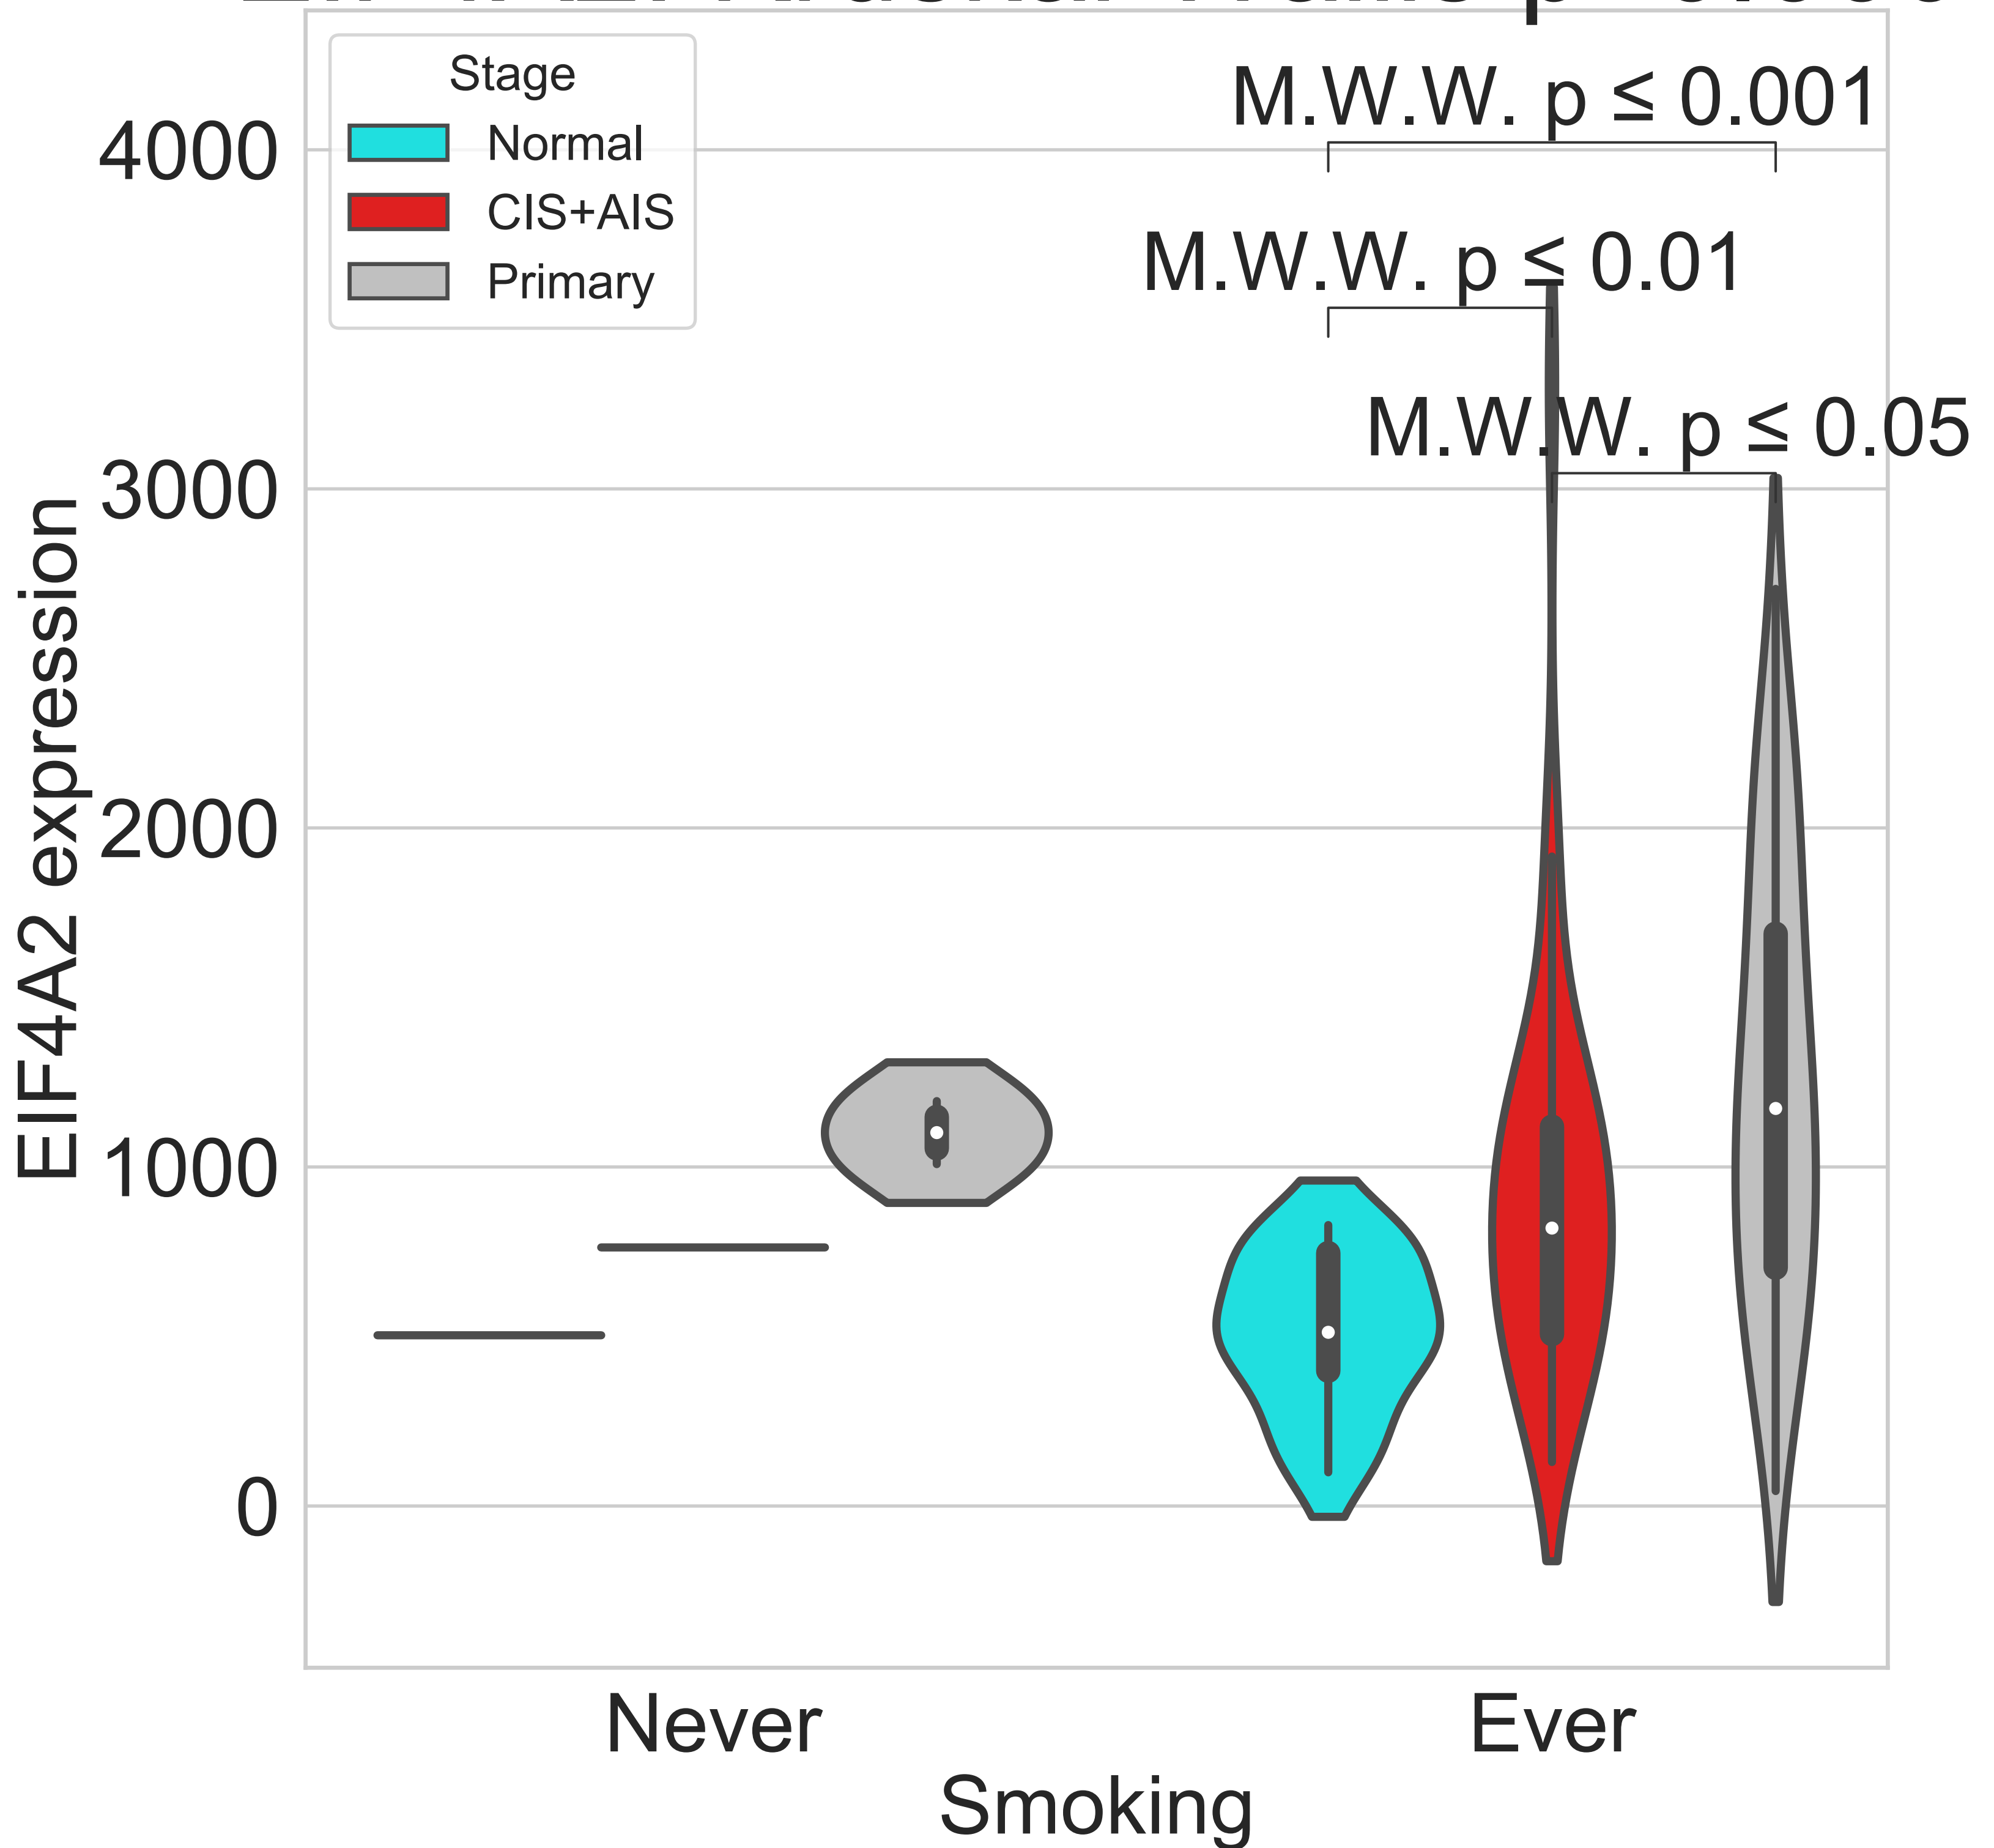 Stage
Normal
CIS+AIS
Primary
M.W.W. p ≤ 0.001
M.W.W. p ≤ 0.01
M.W.W. p ≤ 0.05
4000
3000
2000
1000
0
EIF4A2 expression
Never
Ever
Smoking